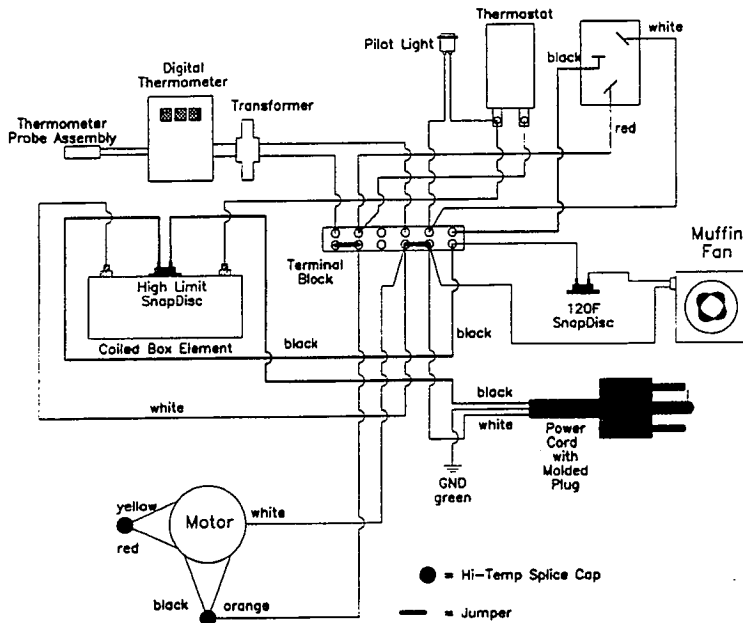 Thermostat
white
Pilot Light
black
Digital
Thermometer
Transformer
Thermometer
Probe Assembly
red
Muffin
Fan
Terminal
Block
High Limit
SnapDisc
120F
SnapDisc
Coiled Box Element
black
black
black
white
white
Power
Cord
with
Molded
Plug
GND
green
yellow
Motor
white
red
black
orange
= Hi-Temp Splice Cap
= Jumper